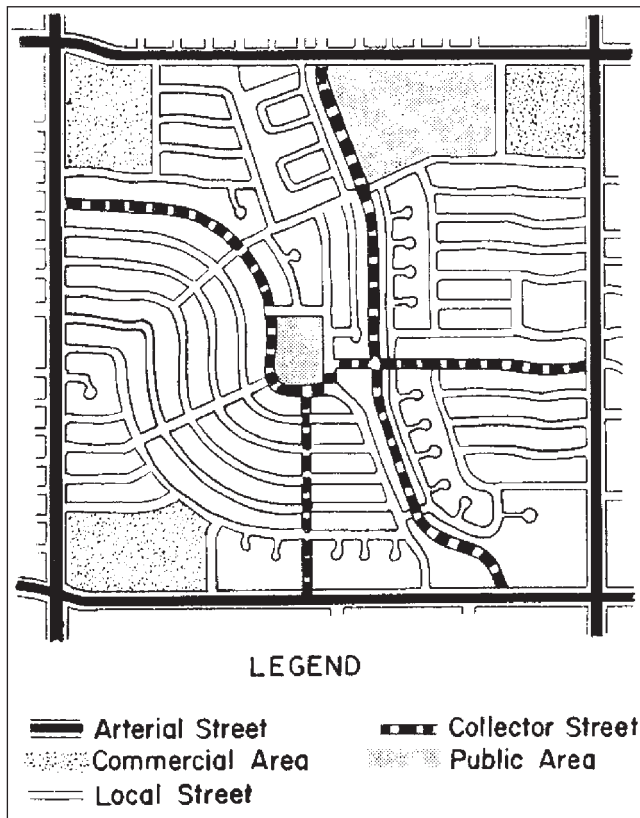 LEGEND
Arterial Street
Collector Street
Commercial Area
Public Area
Local Street